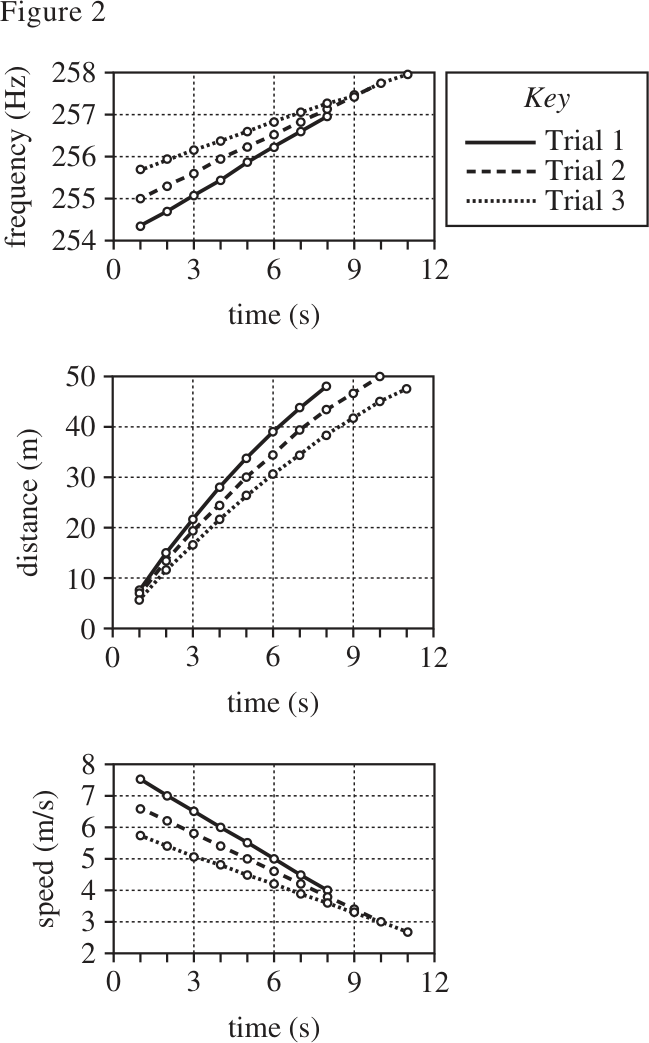 Figure 2
258
257
256
255
254
frequency (Hz)
0 3 6 9 12
time (s)
Key
Trial 1
Trial 2
Trial 3
50
40
30
20
10
0
distance (m)
0 3 6 9 12
time (s)
8
7
6
5
4
3
2
speed (m/s)
0 3 6 9 12
time (s)